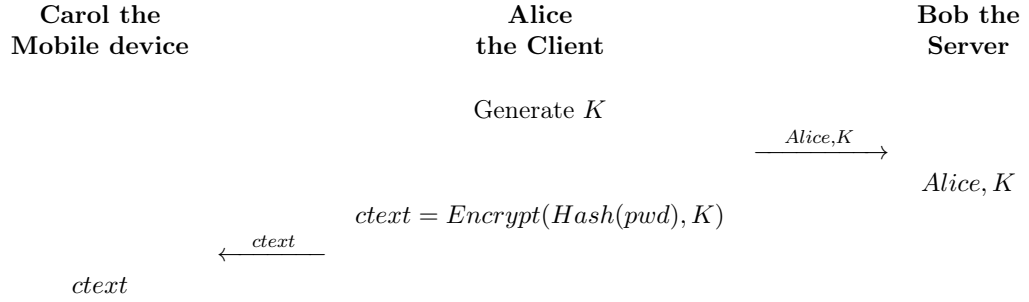 Carol the
Mobile device
Alice
the Client
Bob the
Server
Generate K
Alice,K
Alice, K
ctext = Encrypt(Hash(pwd), K)
ctext
ctext